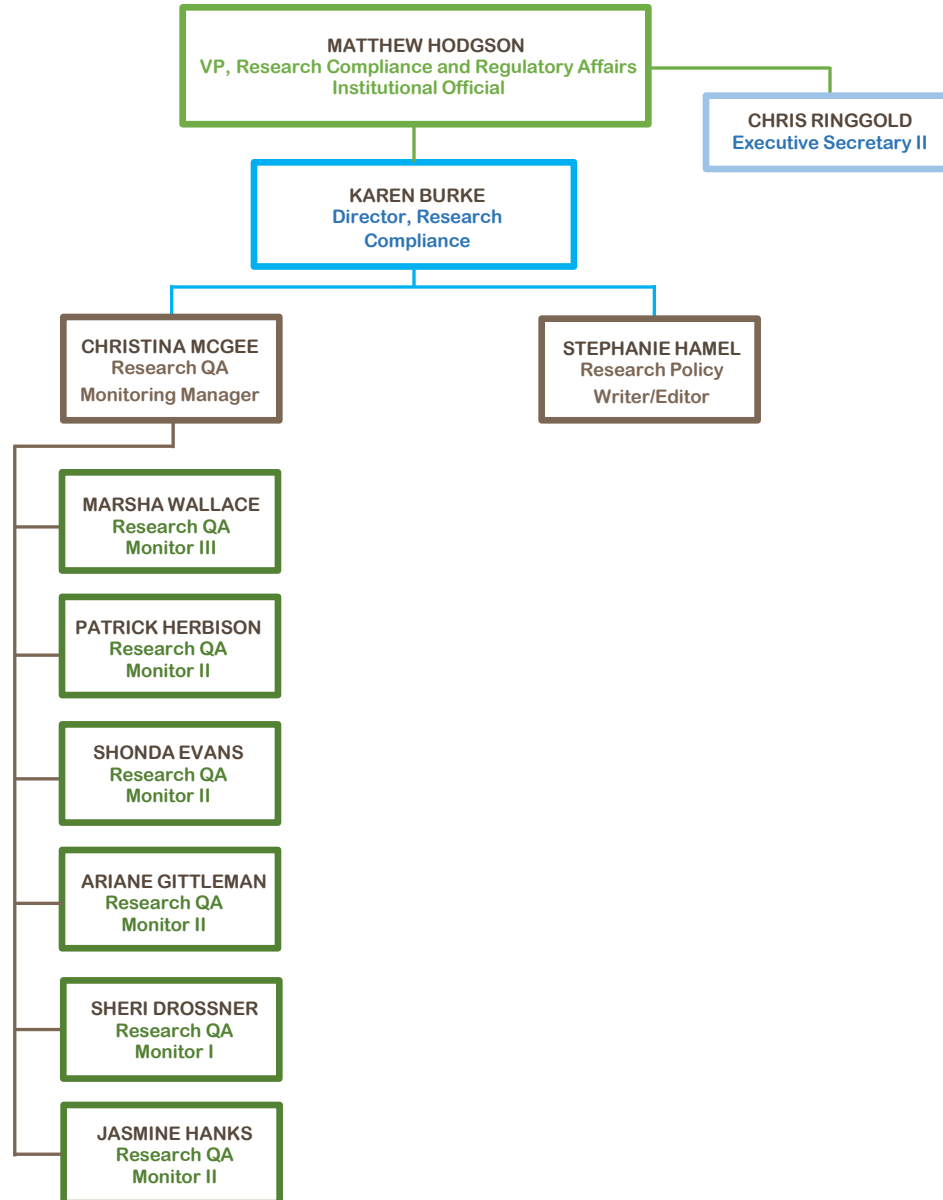 MATTHEW HODGSON
VP, Research Compliance and Regulatory Affairs
Institutional Official
CHRIS RINGGOLD
Executive Secretary II
KAREN BURKE
Director, Research
Compliance
CHRISTINA MCGEE
Research QA
Monitoring Manager
STEPHANIE HAMEL
Research Policy
Writer/Editor
MARSHA WALLACE
Research QA
Monitor III
PATRICK HERBISON
Research QA
Monitor II
SHONDA EVANS
Research QA
Monitor II
ARIANE GITTLEMAN
Research QA
Monitor II
SHERI DROSSNER
Research QA
Monitor I
JASMINE HANKS
Research QA
Monitor II